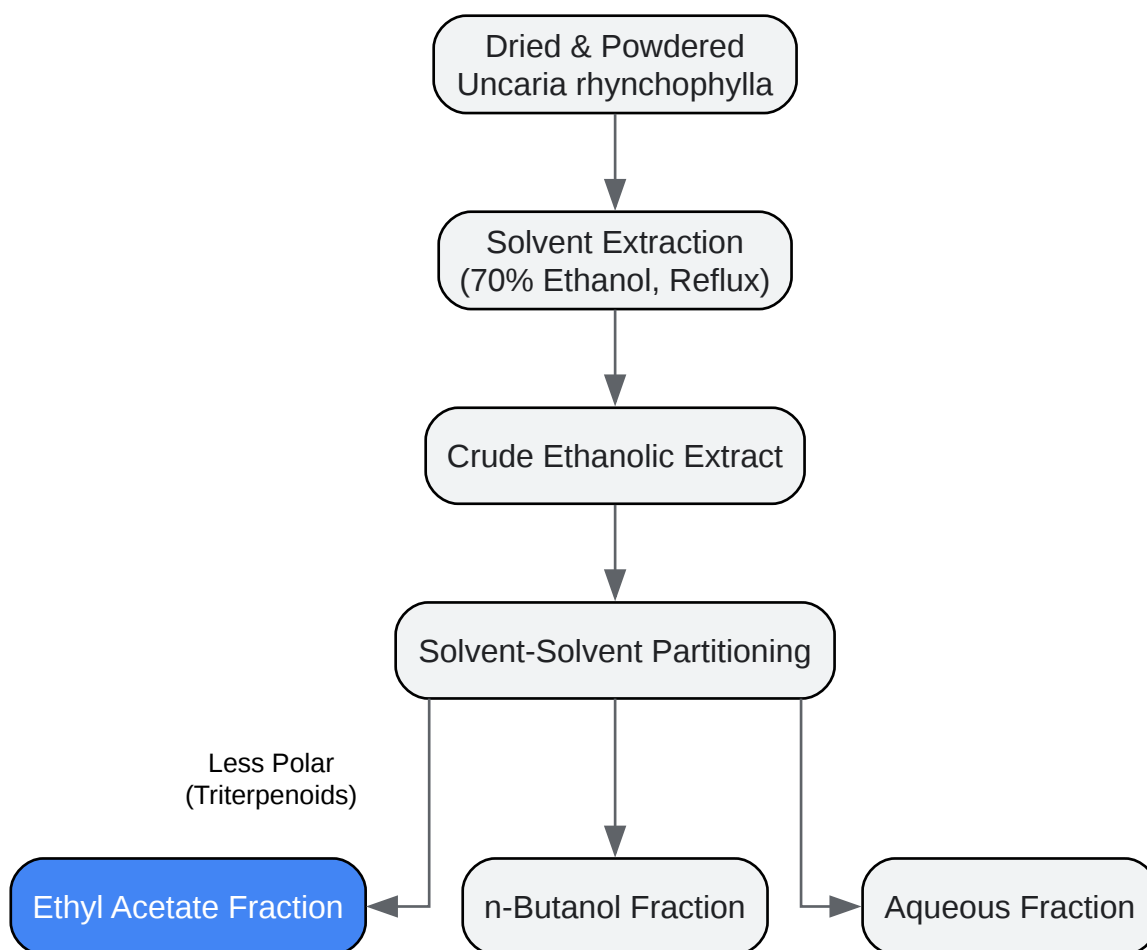 Dried & Powdered
Uncaria rhynchophylla
Solvent Extraction
(70% Ethanol, Reflux)
Crude Ethanolic Extract
Solvent-Solvent Partitioning
Less Polar
(Triterpenoids)
Ethyl Acetate Fraction
n-Butanol Fraction
Aqueous Fraction